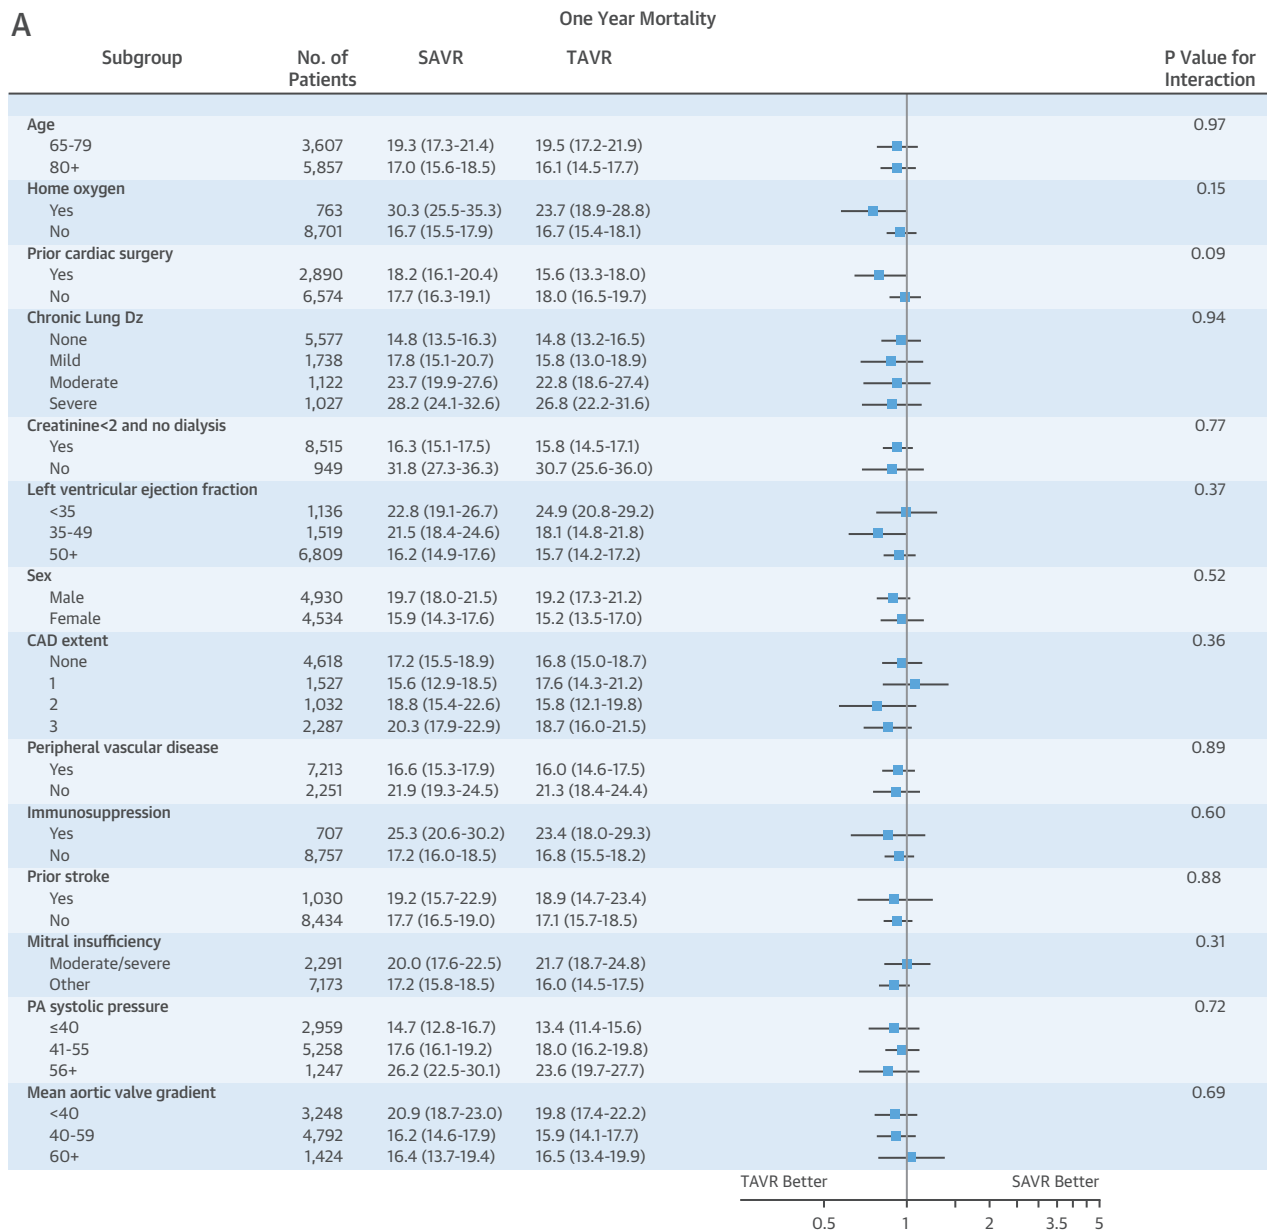 A
One Year Mortality
Subgroup No. of Patients SAVR TAVR P Value for Interaction
Age 0.97
65-79 3,607 19.3 (17.3-21.4) 19.5 (17.2-21.9)
80+ 5,857 17.0 (15.6-18.5) 16.1 (14.5-17.7)
Home oxygen 0.15
Yes 763 30.3 (25.5-35.3) 23.7 (18.9-28.8)
No 8,701 16.7 (15.5-17.9) 16.7 (15.4-18.1)
Prior cardiac surgery 0.09
Yes 2,890 18.2 (16.1-20.4) 15.6 (13.3-18.0)
No 6,574 17.7 (16.3-19.1) 18.0 (16.5-19.7)
Chronic Lung Dz 0.94
None 5,577 14.8 (13.5-16.3) 14.8 (13.2-16.5)
Mild 1,738 17.8 (15.1-20.7) 15.8 (13.0-18.9)
Moderate 1,122 23.7 (19.9-27.6) 22.8 (18.6-27.4)
Severe 1,027 28.2 (24.1-32.6) 26.8 (22.2-31.6)
Creatinine<2 and no dialysis 0.77
Yes 8,515 16.3 (15.1-17.5) 15.8 (14.5-17.1)
No 949 31.8 (27.3-36.3) 30.7 (25.6-36.0)
Left ventricular ejection fraction 0.37
<35 1,136 22.8 (19.1-26.7) 24.9 (20.8-29.2)
35-49 1,519 21.5 (18.4-24.6) 18.1 (14.8-21.8)
50+ 6,809 16.2 (14.9-17.6) 15.7 (14.2-17.2)
Sex 0.52
Male 4,930 19.7 (18.0-21.5) 19.2 (17.3-21.2)
Female 4,534 15.9 (14.3-17.6) 15.2 (13.5-17.0)
CAD extent 0.36
None 4,618 17.2 (15.5-18.9) 16.8 (15.0-18.7)
1 1,527 15.6 (12.9-18.5) 17.6 (14.3-21.2)
2 1,032 18.8 (15.4-22.6) 15.8 (12.1-19.8)
3 2,287 20.3 (17.9-22.9) 18.7 (16.0-21.5)
Peripheral vascular disease 0.89
Yes 7,213 16.6 (15.3-17.9) 16.0 (14.6-17.5)
No 2,251 21.9 (19.3-24.5) 21.3 (18.4-24.4)
Immunosuppression 0.60
Yes 707 25.3 (20.6-30.2) 23.4 (18.0-29.3)
No 8,757 17.2 (16.0-18.5) 16.8 (15.5-18.2)
Prior stroke 0.88
Yes 1,030 19.2 (15.7-22.9) 18.9 (14.7-23.4)
No 8,434 17.7 (16.5-19.0) 17.1 (15.7-18.5)
Mitral insufficiency 0.31
Moderate/severe 2,291 20.0 (17.6-22.5) 21.7 (18.7-24.8)
Other 7,173 17.2 (15.8-18.5) 16.0 (14.5-17.5)
PA systolic pressure 0.72
≤40 2,959 14.7 (12.8-16.7) 13.4 (11.4-15.6)
41-55 5,258 17.6 (16.1-19.2) 18.0 (16.2-19.8)
56+ 1,247 26.2 (22.5-30.1) 23.6 (19.7-27.7)
Mean aortic valve gradient 0.69
<40 3,248 20.9 (18.7-23.0) 19.8 (17.4-22.2)
40-59 4,792 16.2 (14.6-17.9) 15.9 (14.1-17.7)
60+ 1,424 16.4 (13.7-19.4) 16.5 (13.4-19.9)
TAVR Better SAVR Better
0.5 1 2 3.5 5